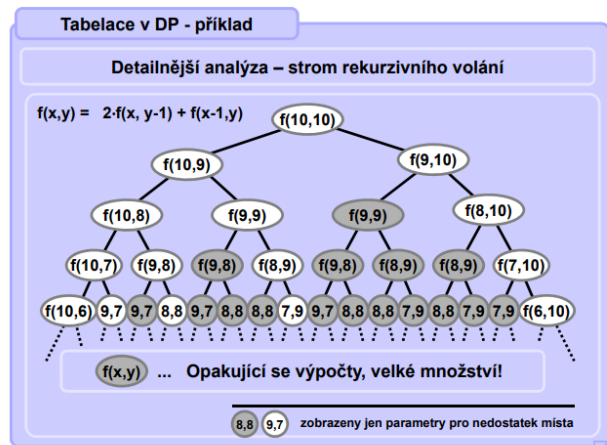 Tabelace v DP - příklad
Detailnější analýza – strom rekurzivního volání
f(x,y) = 2·f(x, y-1) + f(x-1,y)
f(10,10)
f(10,9) f(9,10)
f(10,8) f(9,9) f(9,9) f(8,10)
f(10,7) f(9,8) f(9,8) f(8,9) f(9,8) f(8,9) f(8,9) f(7,10)
f(10,6) 9,7 9,7 8,8 9,7 8,8 8,8 7,9 9,7 8,8 8,8 7,9 8,8 7,9 7,9 f(6,10)
f(x,y) ... Opakující se výpočty, velké množství!
8,8 9,7 zobrazeny jen parametry pro nedostatek místa